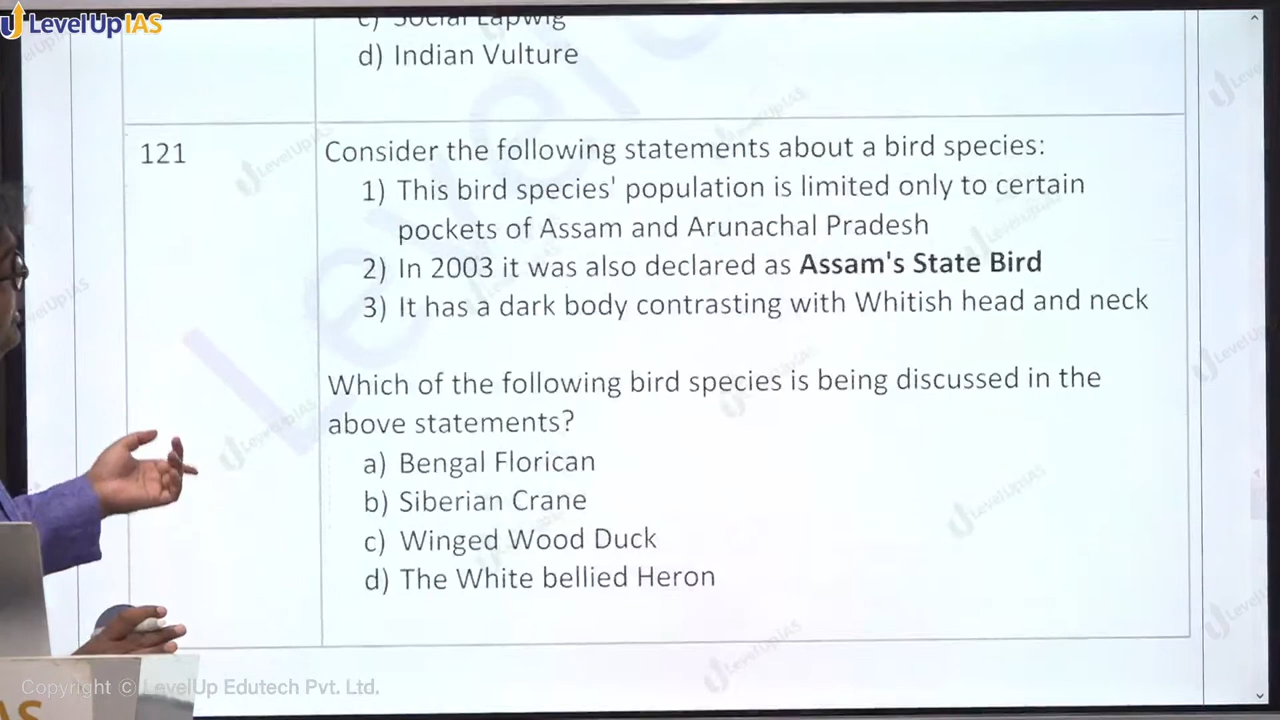 LevelUpIAS
c) Social Lapwig
d) Indian Vulture
121
Consider the following statements about a bird species:
1) This bird species' population is limited only to certain
pockets of Assam and Arunachal Pradesh
2) In 2003 it was also declared as Assam's State Bird
3) It has a dark body contrasting with Whitish head and neck
Which of the following bird species is being discussed in the
above statements?
a) Bengal Florican
b) Siberian Crane
c) Winged Wood Duck
d) The White bellied Heron
Copyright © LevelUp Edutech Pvt. Ltd.
AS